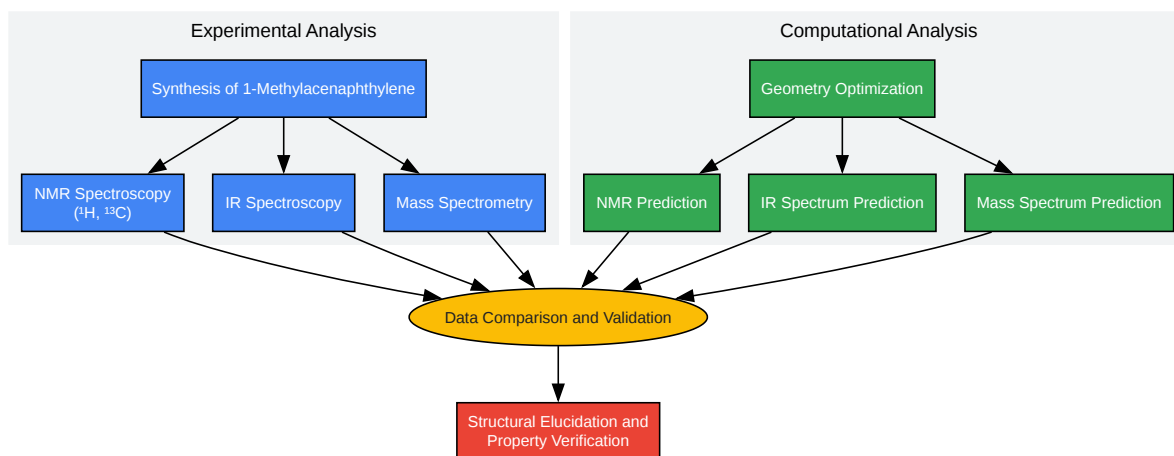 Experimental Analysis
Computational Analysis
Synthesis of 1-Methylacenaphthylene
Geometry Optimization
NMR Spectroscopy
(¹H, ¹³C)
IR Spectroscopy
Mass Spectrometry
NMR Prediction
IR Spectrum Prediction
Mass Spectrum Prediction
Data Comparison and Validation
Structural Elucidation and
Property Verification